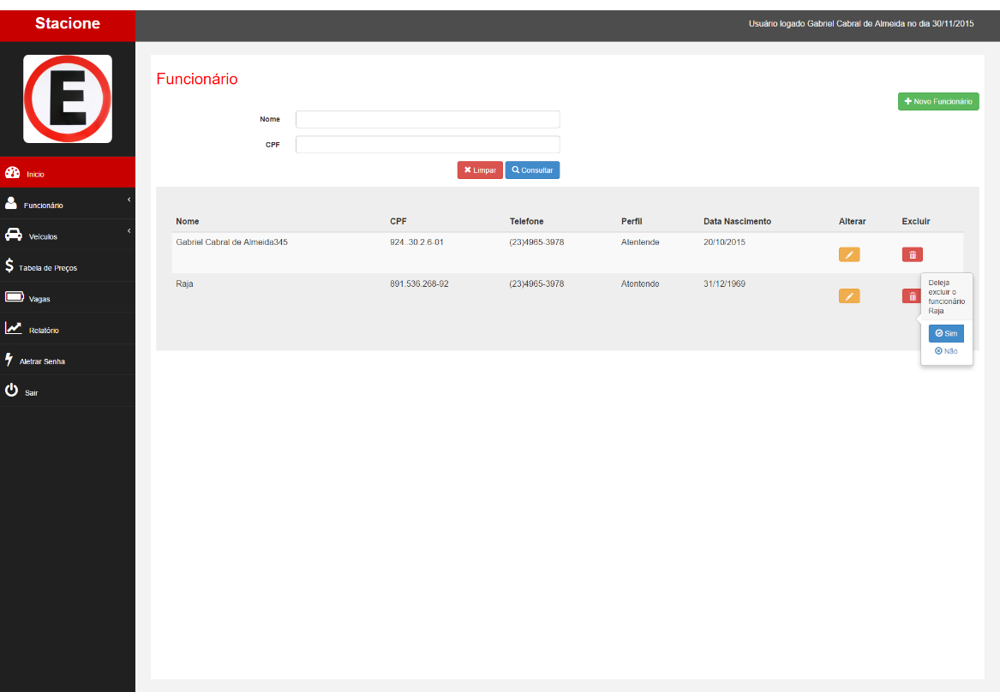 Stacione
Usuário logado Gabriel Cabral de Almeida no dia 30/11/2015
E
Inicio
Funcionário
Veículos
Tabela de Preços
Vagas
Relatório
Aletrar Senha
Sair
Funcionário
Novo Funcionário
Nome
CPF
Limpar Consultar
Nome CPF Telefone Perfil Data Nascimento Alterar Excluir
Gabriel Cabral de Almeida345 924..30.2.6-01 (23)4965-3978 Atentende 20/10/2015
Raja 891.536.268-92 (23)4965-3978 Atentende 31/12/1969
Deleja
excluir o
funcionário
Raja
Sim
Não